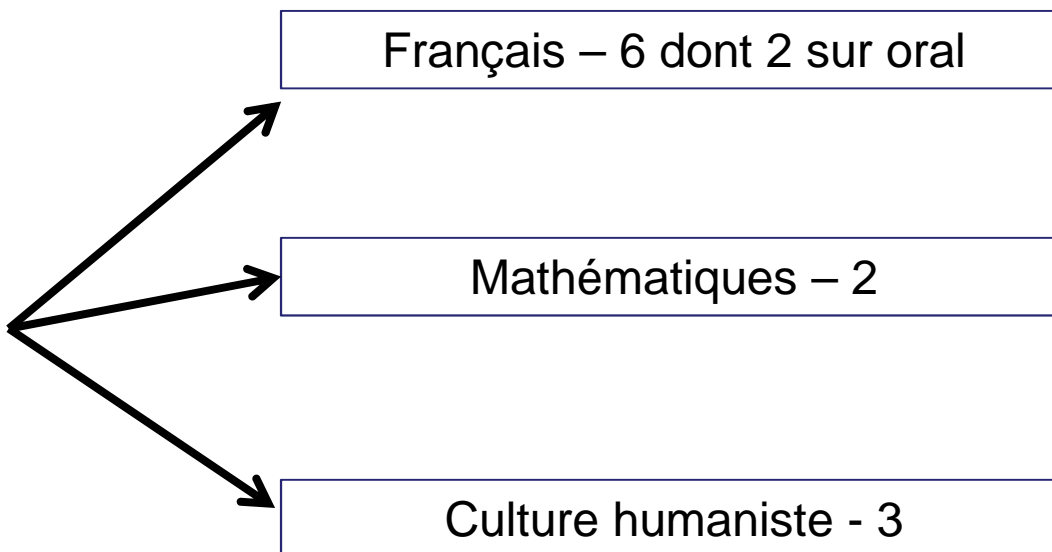 Français – 6 dont 2 sur oral
Mathématiques – 2
Culture humaniste - 3